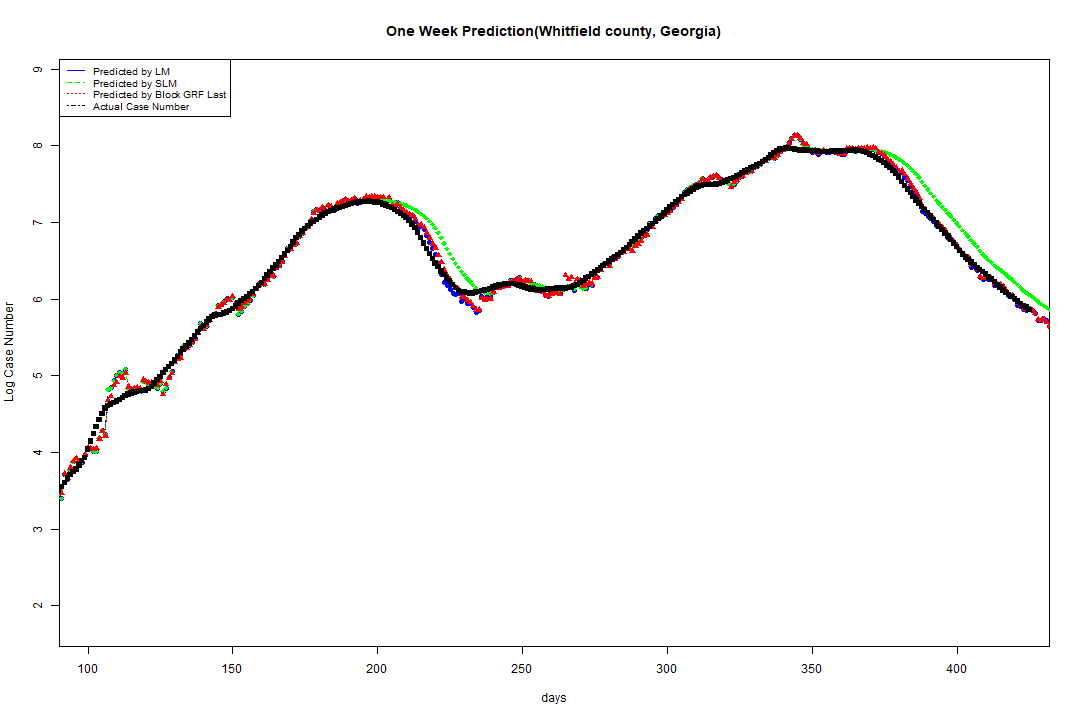 One Week Prediction(Whitfield county, Georgia)
Predicted by LM
Predicted by SLM
Predicted by Block GRF Last
Actual Case Number
9
8
7
6
5
4
3
2
Log Case Number
100 150 200 250 300 350 400
days